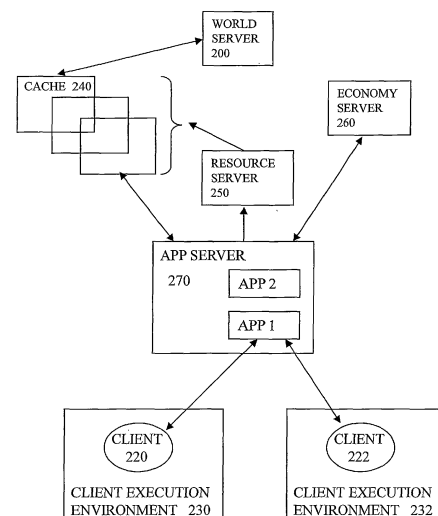 WORLD
SERVER
200
CACHE 240
ECONOMY
SERVER
260
RESOURCE
SERVER
250
APP SERVER
270
APP 2
APP 1
CLIENT
220
CLIENT EXECUTION
ENVIRONMENT 230
CLIENT
222
CLIENT EXECUTION
ENVIRONMENT 232